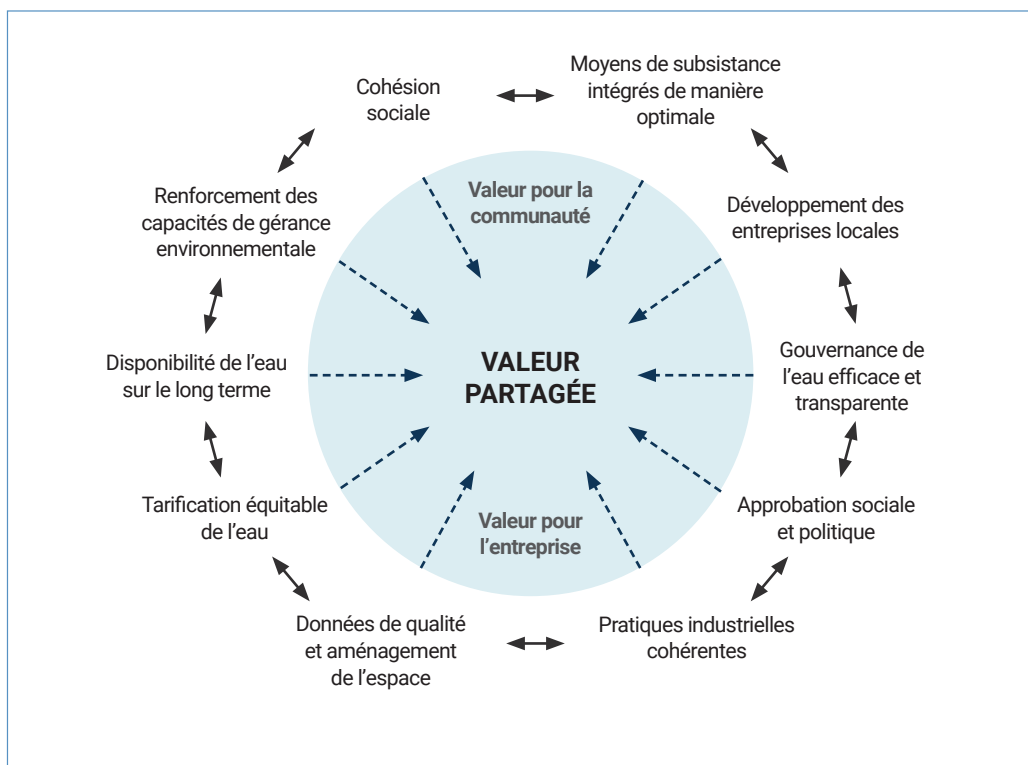 Cohésion
sociale
Moyens de subsistance
intégrés de manière
optimale
Développement des
entreprises locales
Gouvernance de
l’eau efficace et
transparente
Approbation sociale
et politique
Pratiques industrielles
cohérentes
Données de qualité
et aménagement
de l’espace
Tarification équitable
de l’eau
Disponibilité de l’eau
sur le long terme
Renforcement des
capacités de gérance
environnementale
Valeur pour la
communauté
VALEUR
PARTAGÉE
Valeur pour
l’entreprise